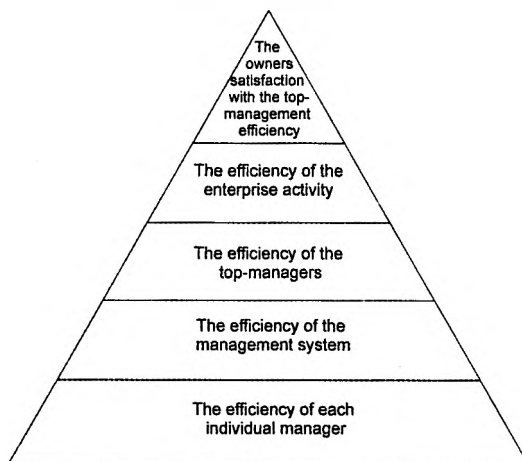 The
owners
satisfaction
with the top-
management
efficiency
The efficiency of the
enterprise activity
The efficiency of the
top-managers
The efficiency of the
management system
The efficiency of each
individual manager